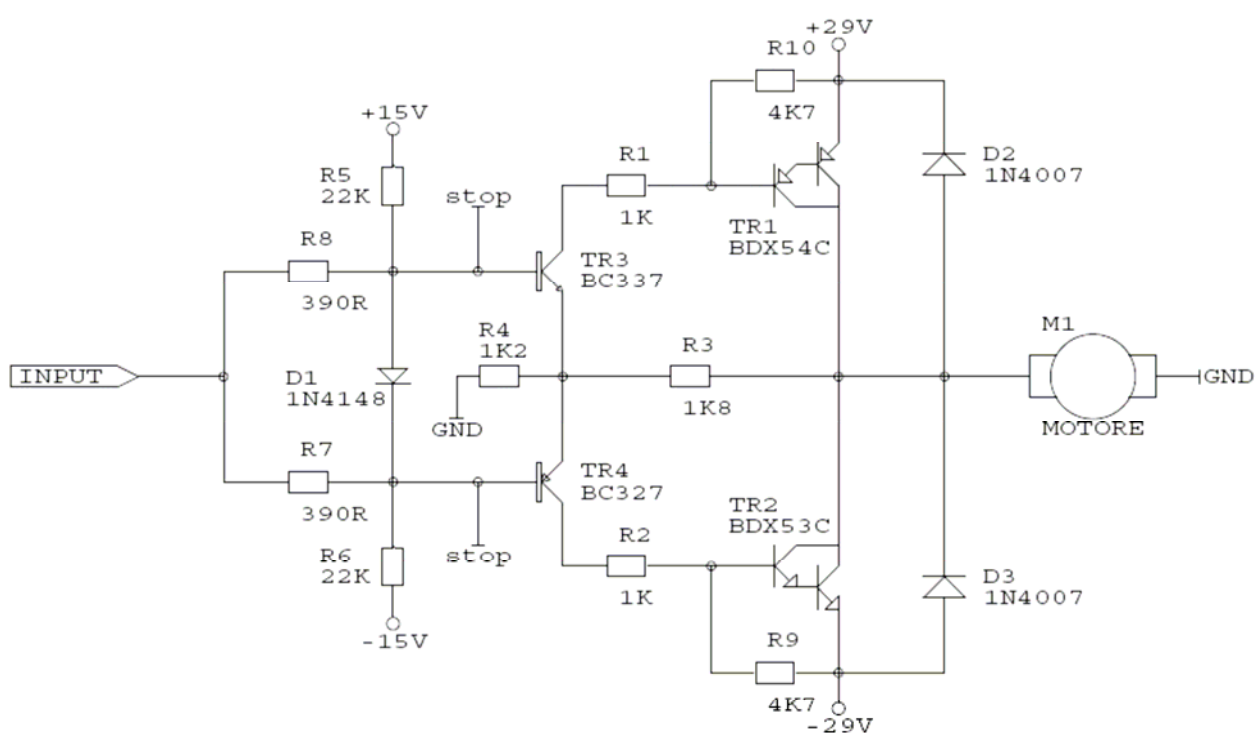 +29V
R10
4K7
+15V
R5
22K
stop
R1
1K
D2
1N4007
TR1
BDX54C
R8
390R
TR3
BC337
M1
R4
1K2
R3
1K8
INPUT
D1
1N4148
GND
GND
MOTORE
R7
390R
TR4
BC327
TR2
BDX53C
R2
1K
R6
22K
stop
D3
1N4007
-15V
R9
4K7
-29V